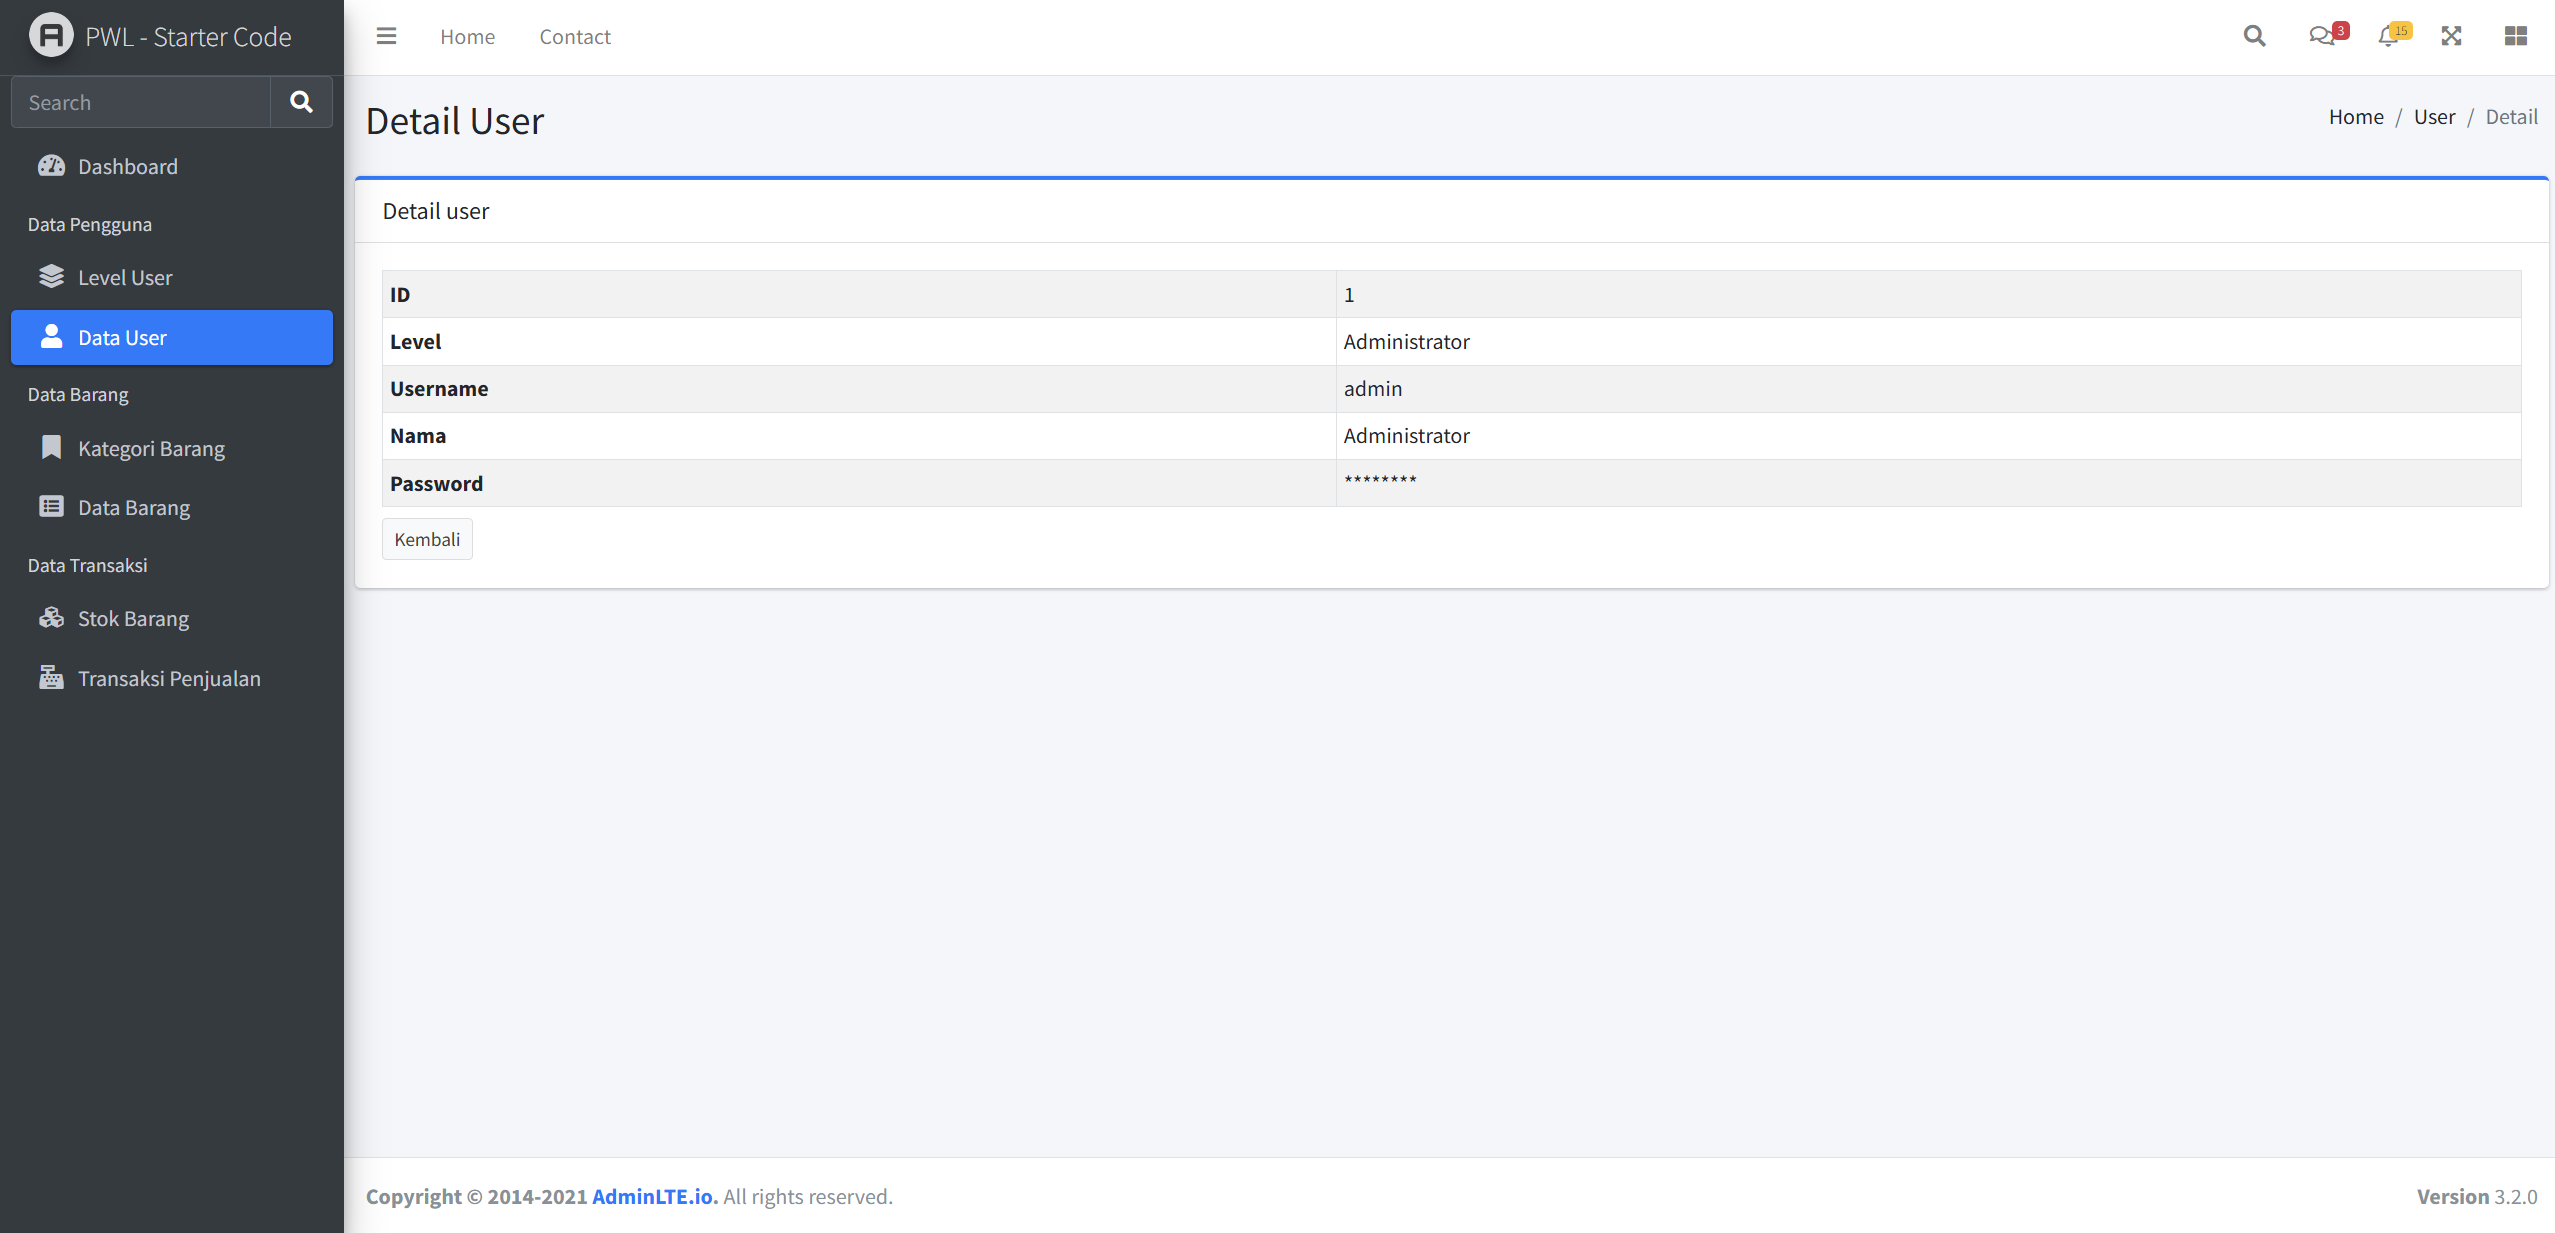 PWL - Starter Code
Home
Contact
3
15
Search
Dashboard
Data Pengguna
Level User
Data User
Data Barang
Kategori Barang
Data Barang
Data Transaksi
Stok Barang
Transaksi Penjualan
Detail User
Home / User / Detail
Detail user
ID 1
Level Administrator
Username admin
Nama Administrator
Password ********
Kembali
Copyright © 2014-2021 AdminLTE.io. All rights reserved.
Version 3.2.0